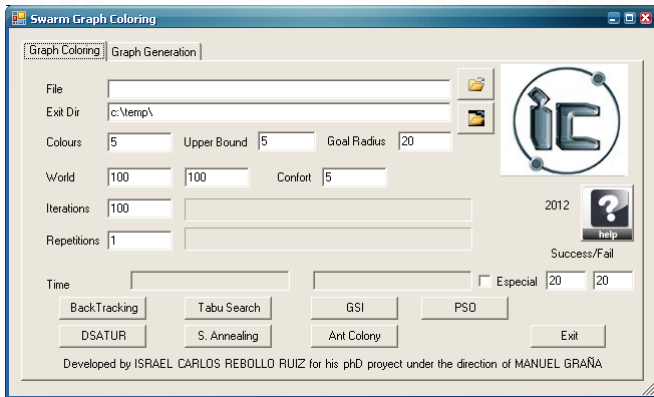 Swarm Graph Coloring
Graph Coloring Graph Generation
File
Exit Dir c:\temp\
Colours 5 Upper Bound 5 Goal Radius 20
World 100 100 Confort 5
Iterations 100
Repetitions 1
ic
2012
help
Success/Fail
Time Especial 20 20
BackTracking Tabu Search GSI PSO
DSATUR S. Annealing Ant Colony Exit
Developed by ISRAEL CARLOS REBOLLO RUIZ for his phD proyect under the direction of MANUEL GRAÑA